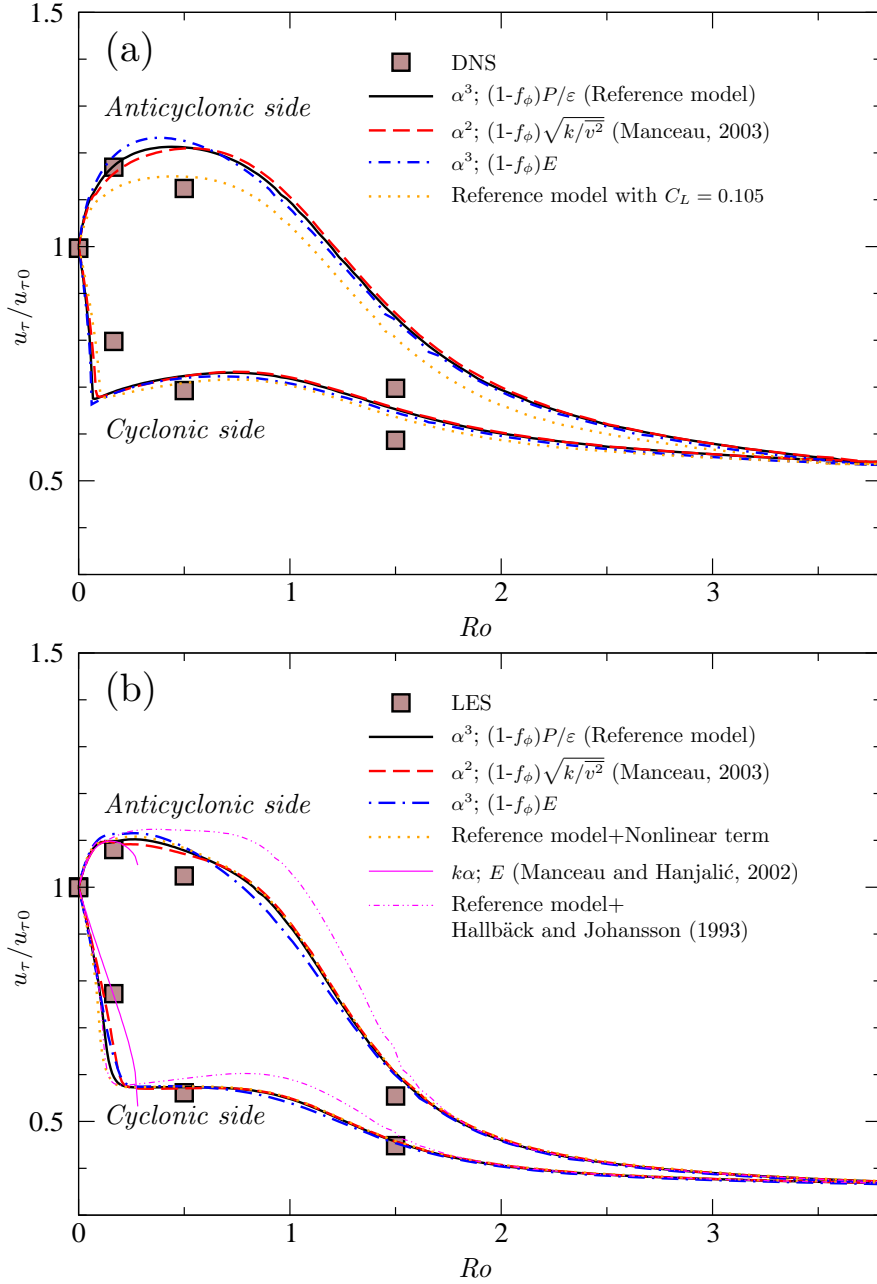 1.5
(a)
DNS
α³; (1-f_ϕ)P/ε (Reference model)
Anticyclonic side
α²; (1-f_ϕ)√(k/v̅²) (Manceau, 2003)
α³; (1-f_ϕ)E
Reference model with C_L = 0.105
1
u_τ/u_τ0
Cyclonic side
0.5
0 1 2 3
Ro
1.5
(b)
LES
α³; (1-f_ϕ)P/ε (Reference model)
α²; (1-f_ϕ)√(k/v̅²) (Manceau, 2003)
Anticyclonic side
α³; (1-f_ϕ)E
Reference model+Nonlinear term
kα; E (Manceau and Hanjalić, 2002)
1
Reference model+
Hallbäck and Johansson (1993)
u_τ/u_τ0
Cyclonic side
0.5
0 1 2 3
Ro